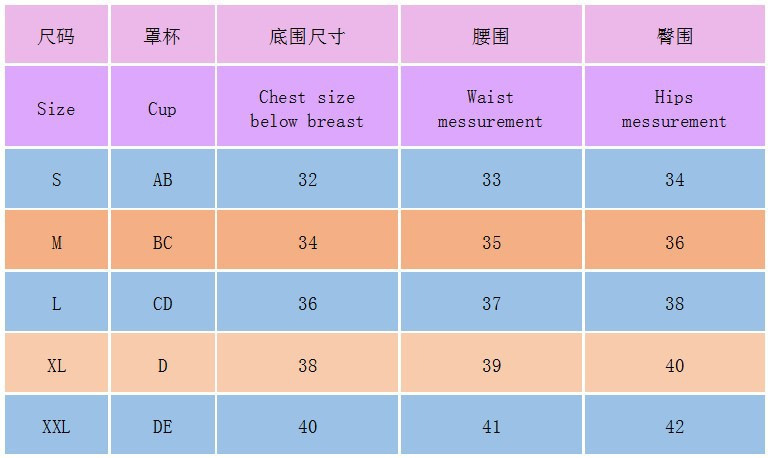 尺码 罩杯 底围尺寸 腰围 臀围
Size Cup Chest size below breast Waist messurement Hips messurement
S AB 32 33 34
M BC 34 35 36
L CD 36 37 38
XL D 38 39 40
XXL DE 40 41 42